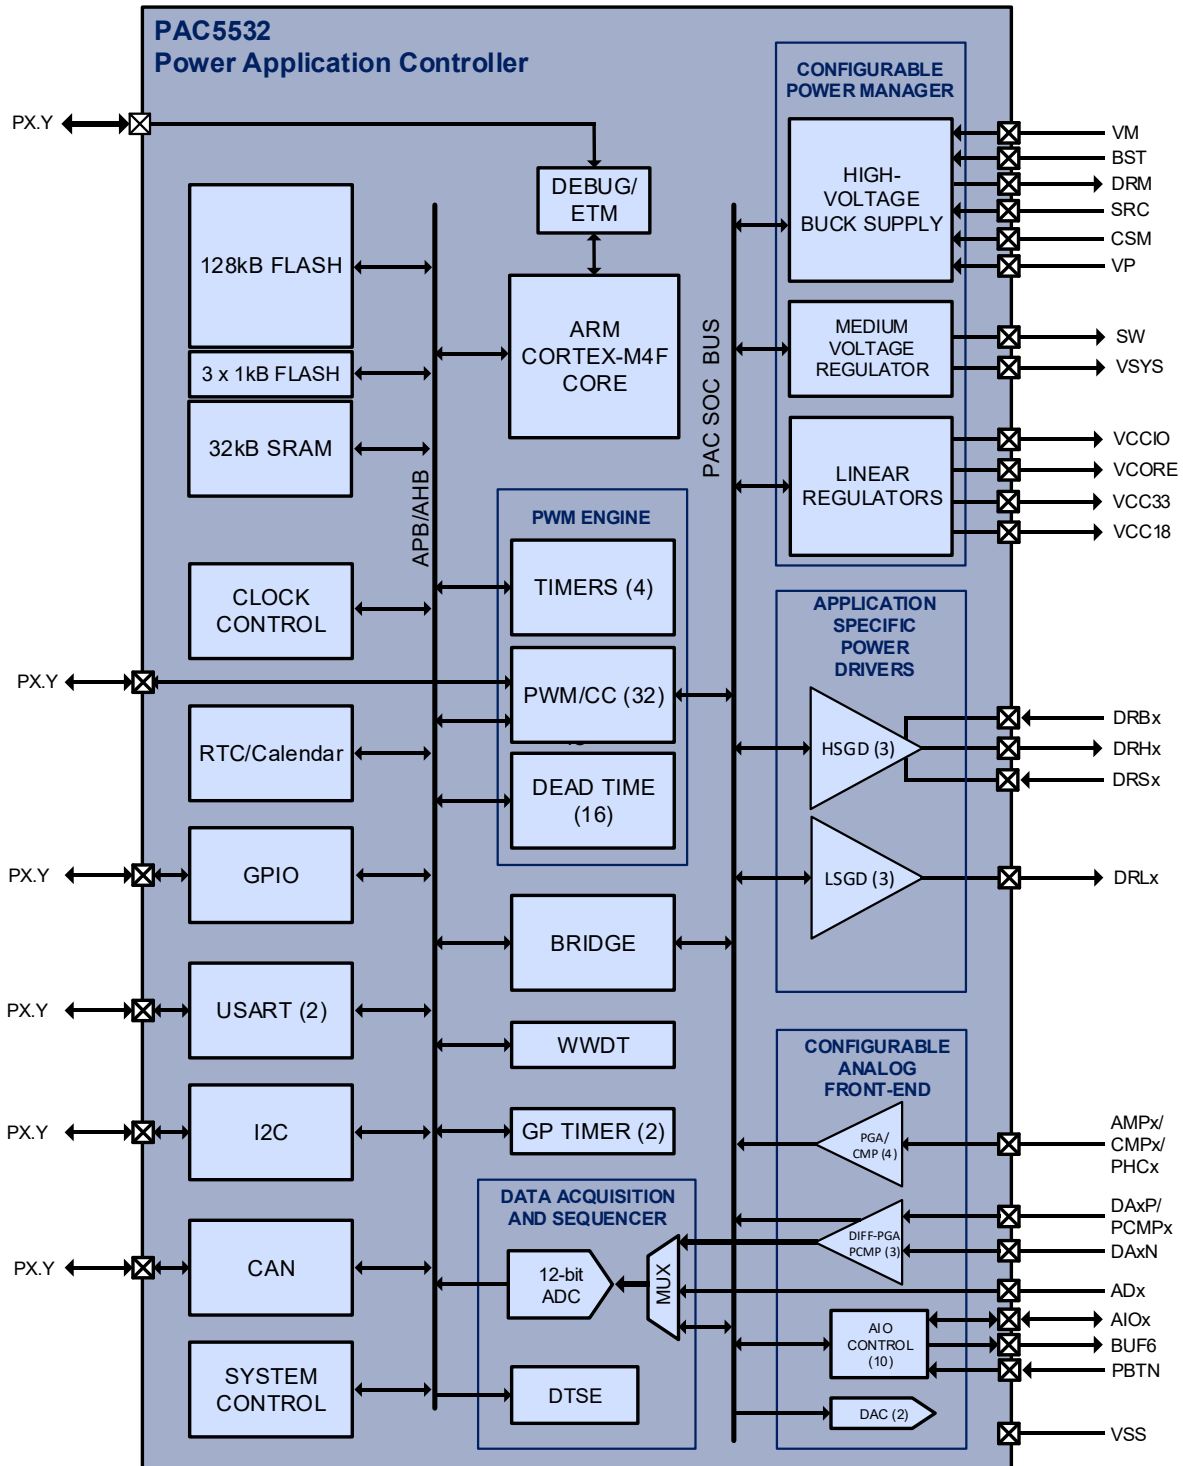 PAC5532
Power Application Controller
PX.Y
DEBUG/
ETM
128kB FLASH
3 x 1kB FLASH
32kB SRAM
ARM
CORTEX-M4F
CORE
APB/AHB
PAC SOC BUS
CLOCK
CONTROL
PX.Y
RTC/Calendar
PX.Y
GPIO
PX.Y
USART (2)
PX.Y
I2C
PX.Y
CAN
SYSTEM
CONTROL
PWM ENGINE
TIMERS (4)
PWM/CC (32)
DEAD TIME
(16)
BRIDGE
WWDT
GP TIMER (2)
DATA ACQUISITION
AND SEQUENCER
12-bit
ADC
MUX
DTSE
CONFIGURABLE
POWER MANAGER
HIGH-
VOLTAGE
BUCK SUPPLY
VM
BST
DRM
SRC
CSM
VP
MEDIUM
VOLTAGE
REGULATOR
SW
VSYS
LINEAR
REGULATORS
VCCIO
VCORE
VCC33
VCC18
APPLICATION
SPECIFIC
POWER
DRIVERS
HSGD (3)
DRBx
DRHx
DRSx
LSGD (3)
DRLx
CONFIGURABLE
ANALOG
FRONT-END
PGA/
CMP (4)
AMPx/
CMPx/
PHCx
DIFF-PGA
PCMP (3)
DAxP/
PCMPx
DAxN
ADx
AIO
CONTROL
(10)
AIOx
BUF6
PBTN
DAC (2)
VSS